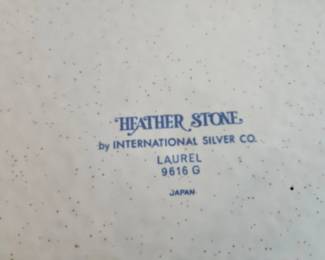 HEATHER STONE
by INTERNATIONAL SILVER CO.
LAUREL
9616 G
JAPAN